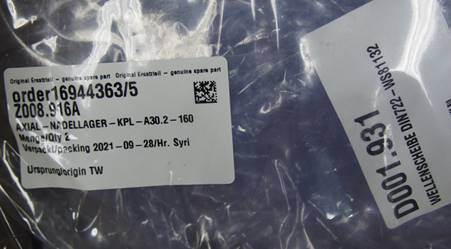 Original Ersatzteil - genuine spare part Original Ersatzteil - genuine spare part
order16944363/5
Z008.916A
AXIAL-NADELLAGER-KPL-A30.2-160
Menge/Qty 2
Verpackt/packing 2021-09-28/Hr. Syri
Ursprung/origin TW
D001.931
WELLENSCHEIBE DIN722-WS81132